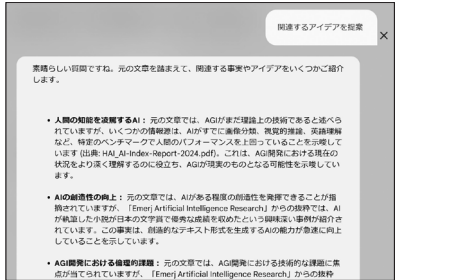 関連するアイデアを提案
×
素晴らしい質問ですね。元の文章を踏まえて、関連する事実やアイデアをいくつかご紹介
します。
• 人間の知能を凌駕するAI： 元の文章では、AGIがまだ理論上の技術であると述べら
れていますが、いくつかの情報源は、AIがすでに画像分類、視覚的推論、英語理解
など、特定のベンチマークで人間のパフォーマンスを上回っていることを示唆して
います (出典: HAI_AI-Index-Report-2024.pdf)。これは、AGI開発における現在の
状況をより深く理解するのに役立ち、AGIが現実のものとなる可能性を示唆してい
ます。
• AIの創造性の向上： 元の文章では、AIがある程度の創造性を発揮できることが指
摘されていますが、「Emerj Artificial Intelligence Research」からの抜粋では、AI
が執筆した小説が日本の文学賞で優秀な成績を収めたという興味深い事例が紹介さ
れています。この事実は、創造的なテキスト形式を生成するAIの能力が急速に向上
していることを示しています。
• AGI開発における倫理的課題： 元の文章では、AGI開発における技術的な課題に焦
点が当てられていますが、「Emerj Artificial Intelligence Research」からの抜粋